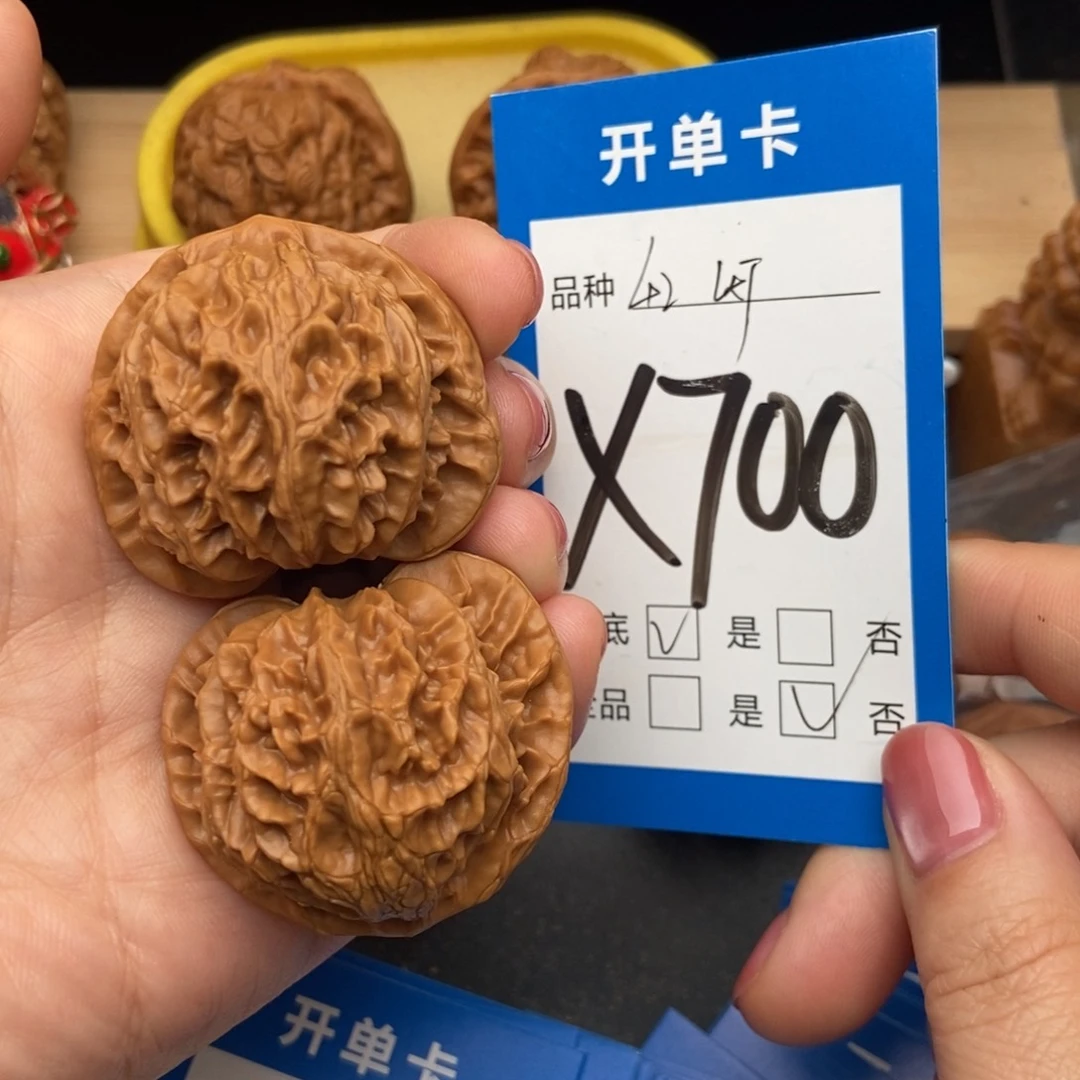 开单卡
品种
X700
底 √ 是 □ 否
品 □ 是 √ 否
开单卡